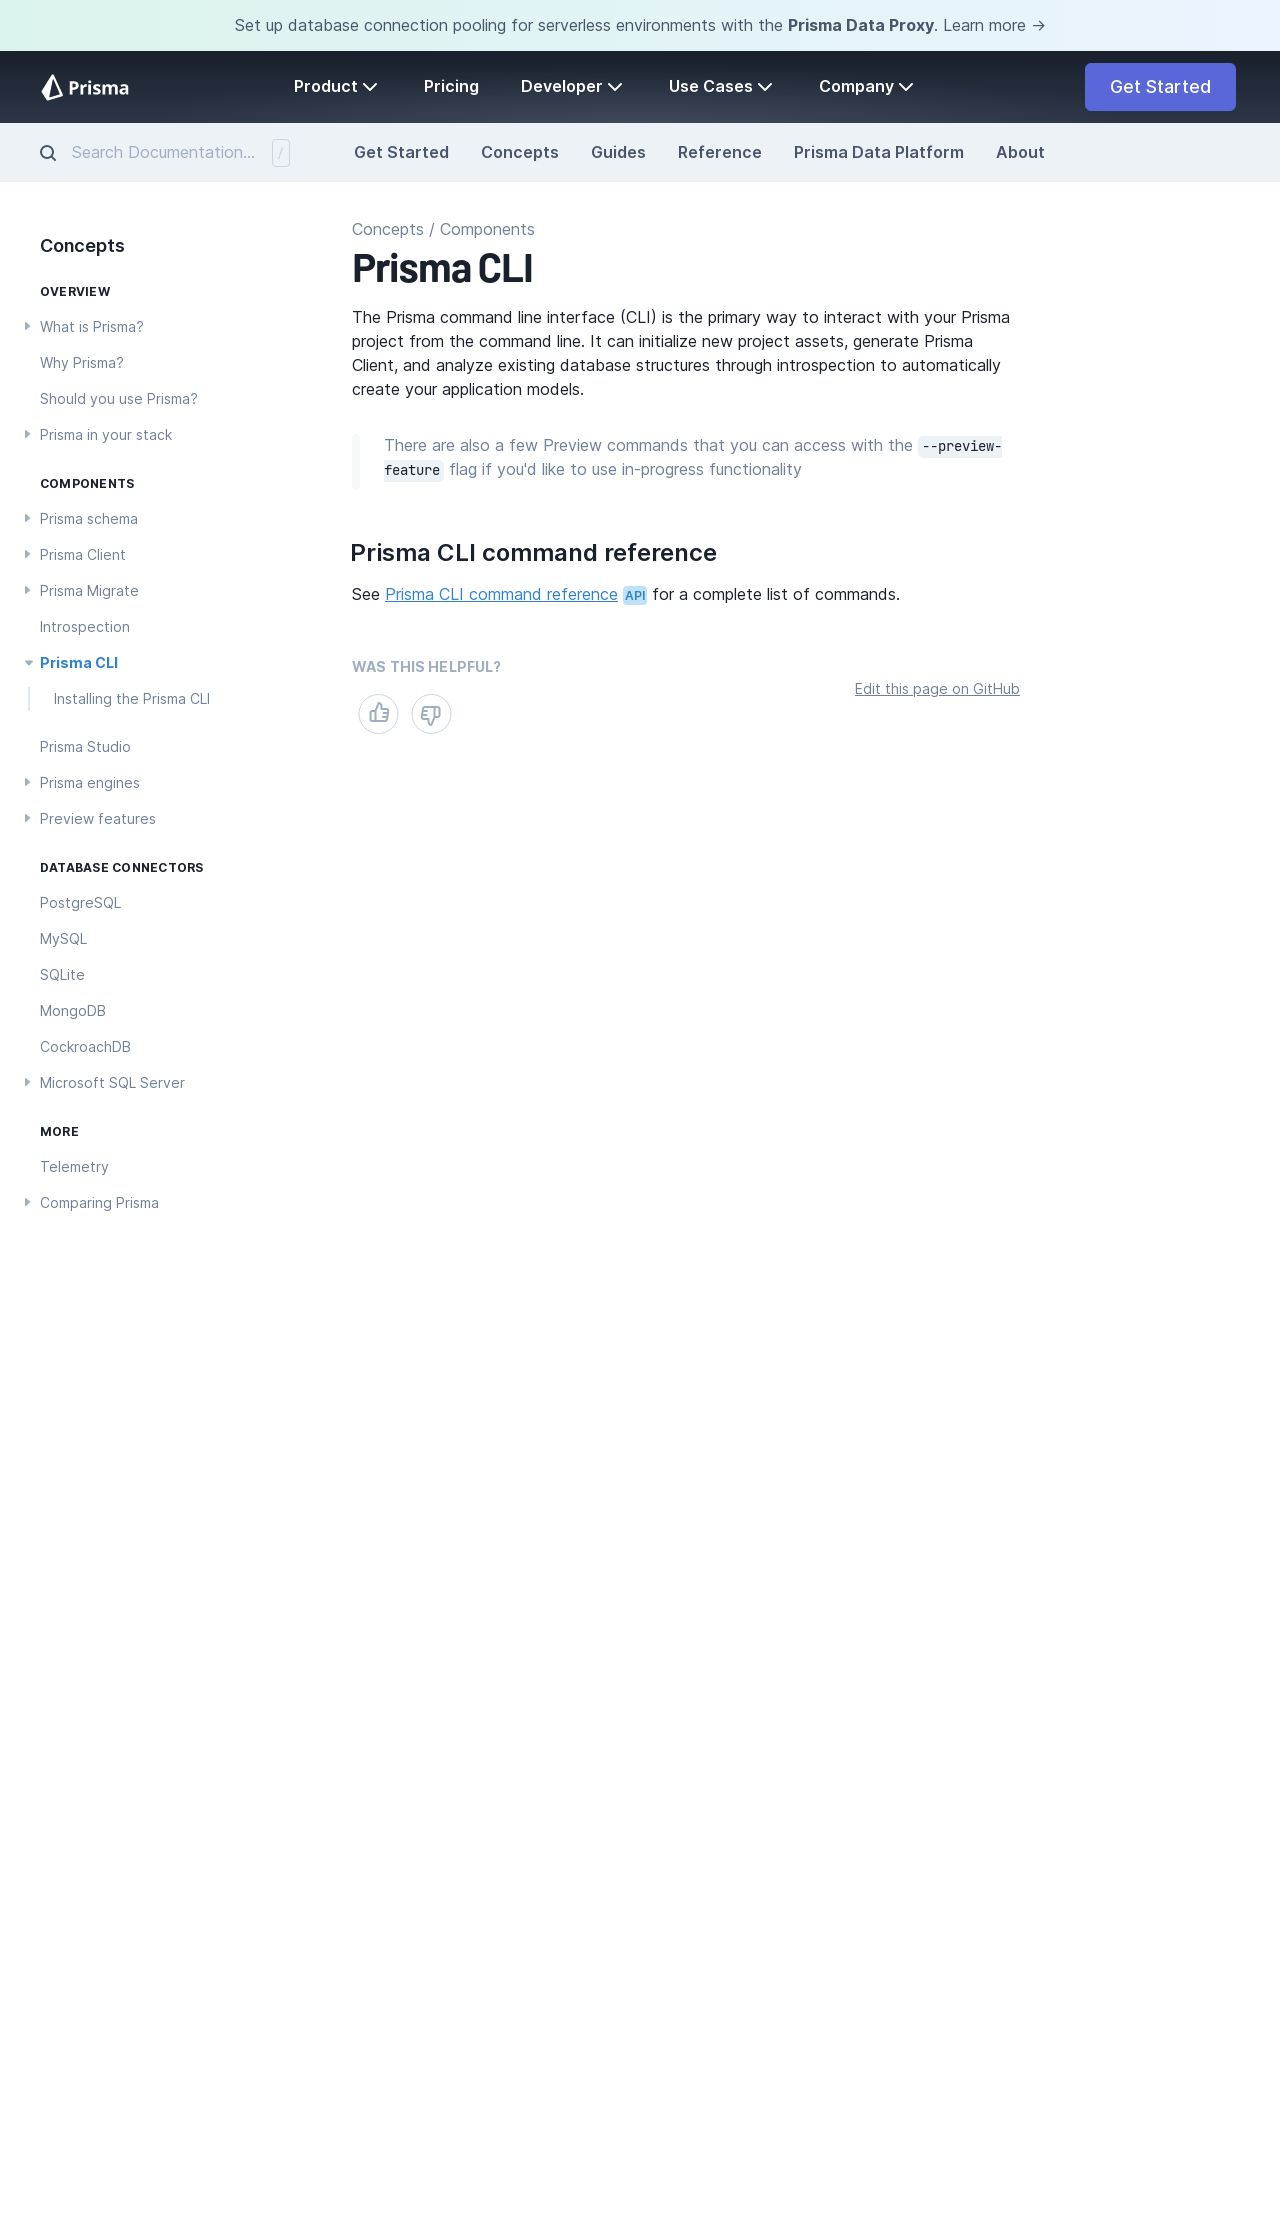 Set up database connection pooling for serverless environments with the Prisma Data Proxy. Learn more →
Prisma
Product
Pricing
Developer
Use Cases
Company
Get Started
Search Documentation...
/
Get Started
Concepts
Guides
Reference
Prisma Data Platform
About
Concepts
OVERVIEW
What is Prisma?
Why Prisma?
Should you use Prisma?
Prisma in your stack
COMPONENTS
Prisma schema
Prisma Client
Prisma Migrate
Introspection
Prisma CLI
Installing the Prisma CLI
Prisma Studio
Prisma engines
Preview features
DATABASE CONNECTORS
PostgreSQL
MySQL
SQLite
MongoDB
CockroachDB
Microsoft SQL Server
MORE
Telemetry
Comparing Prisma
Concepts / Components
Prisma CLI
The Prisma command line interface (CLI) is the primary way to interact with your Prisma
project from the command line. It can initialize new project assets, generate Prisma
Client, and analyze existing database structures through introspection to automatically
create your application models.
There are also a few Preview commands that you can access with the --preview-
feature flag if you'd like to use in-progress functionality
Prisma CLI command reference
See Prisma CLI command reference API for a complete list of commands.
WAS THIS HELPFUL?
Edit this page on GitHub